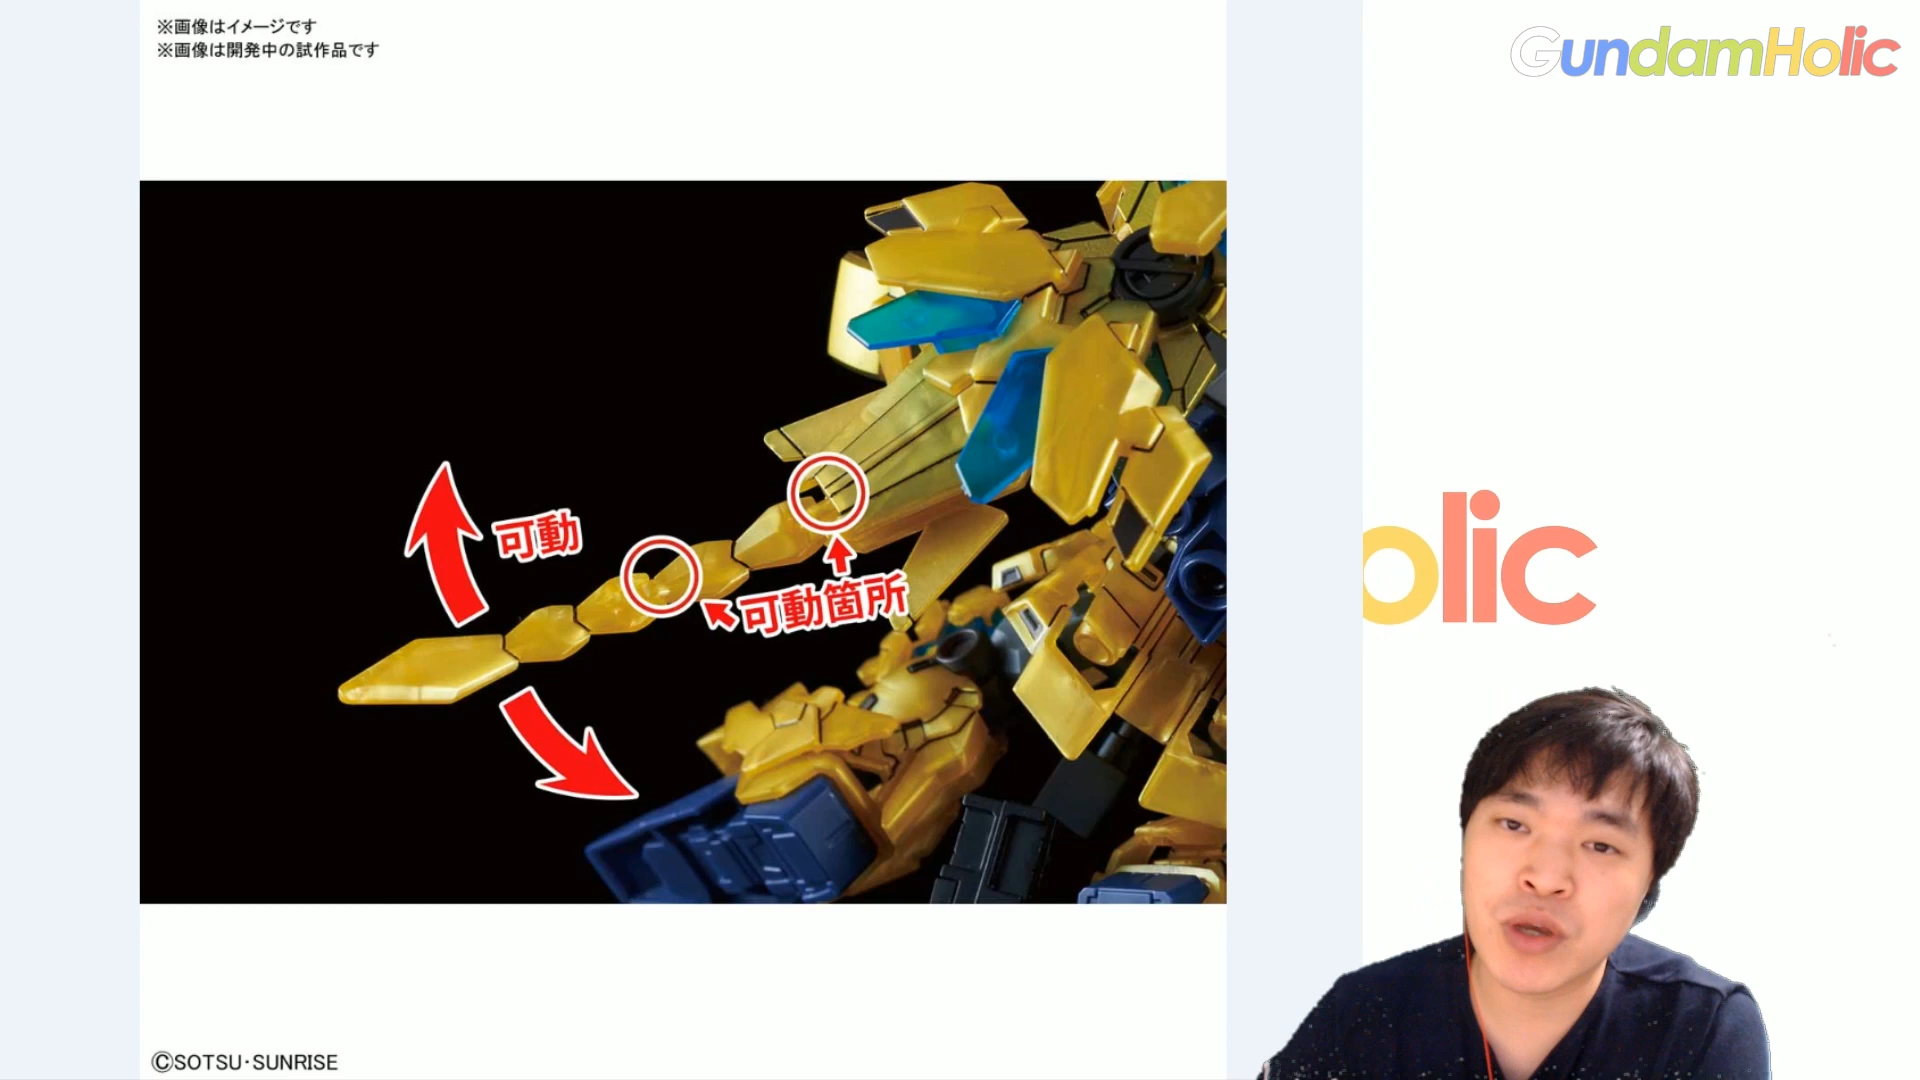 ※画像はイメージです
※画像は開発中の試作品です
GundamHolic
可動
可動箇所
olic
©SOTSU・SUNRISE